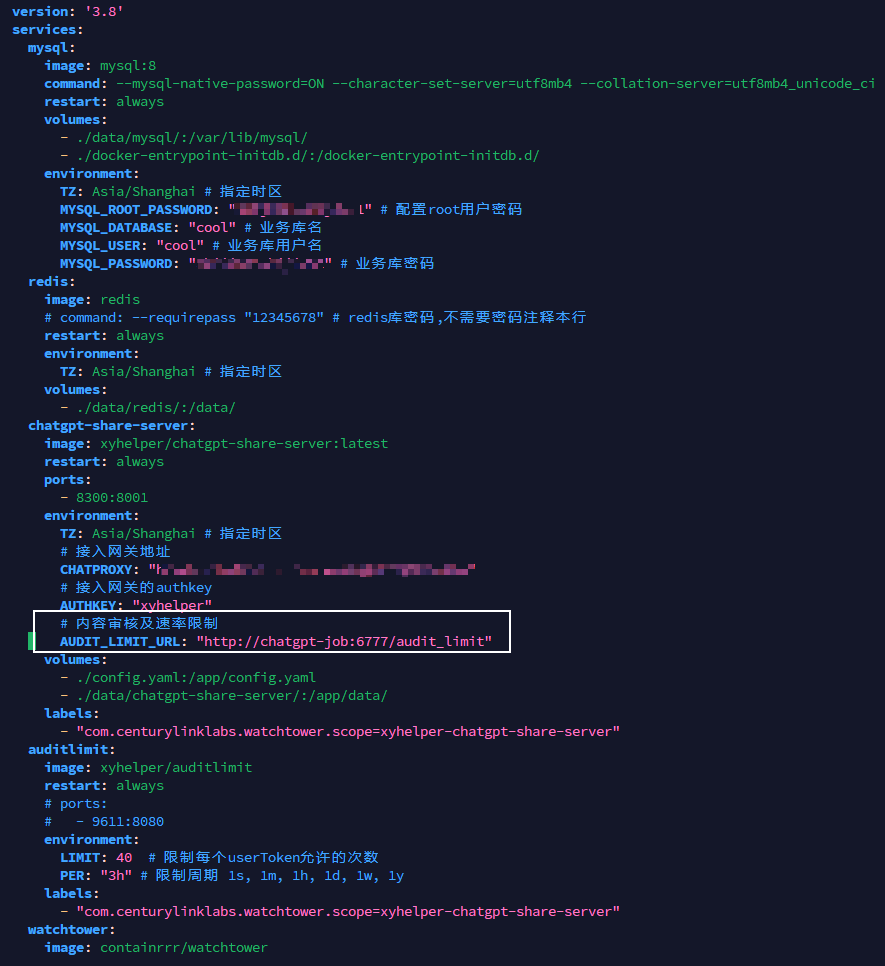 version: '3.8'
services:
  mysql:
    image: mysql:8
    command: --mysql-native-password=ON --character-set-server=utf8mb4 --collation-server=utf8mb4_unicode_ci
    restart: always
    volumes:
      - ./data/mysql/:/var/lib/mysql/
      - ./docker-entrypoint-initdb.d/:/docker-entrypoint-initdb.d/
    environment:
      TZ: Asia/Shanghai # 指定时区
      MYSQL_ROOT_PASSWORD: "" # 配置root用户密码
      MYSQL_DATABASE: "cool" # 业务库名
      MYSQL_USER: "cool" # 业务库用户名
      MYSQL_PASSWORD: "" # 业务库密码
  redis:
    image: redis
    # command: --requirepass "12345678" # redis库密码,不需要密码注释本行
    restart: always
    environment:
      TZ: Asia/Shanghai # 指定时区
    volumes:
      - ./data/redis/:/data/
  chatgpt-share-server:
    image: xyhelper/chatgpt-share-server:latest
    restart: always
    ports:
      - 8300:8001
    environment:
      TZ: Asia/Shanghai # 指定时区
      # 接入网关地址
      CHATPROXY: ""
      # 接入网关的authkey
      AUTHKEY: "xyhelper"
      # 内容审核及速率限制
      AUDIT_LIMIT_URL: "http://chatgpt-job:6777/audit_limit"
    volumes:
      - ./config.yaml:/app/config.yaml
      - ./data/chatgpt-share-server/:/app/data/
    labels:
      - "com.centurylinklabs.watchtower.scope=xyhelper-chatgpt-share-server"
  auditlimit:
    image: xyhelper/auditlimit
    restart: always
    # ports:
    #   - 9611:8080
    environment:
      LIMIT: 40  # 限制每个userToken允许的次数
      PER: "3h" # 限制周期 1s, 1m, 1h, 1d, 1w, 1y
    labels:
      - "com.centurylinklabs.watchtower.scope=xyhelper-chatgpt-share-server"
  watchtower:
    image: containrrr/watchtower